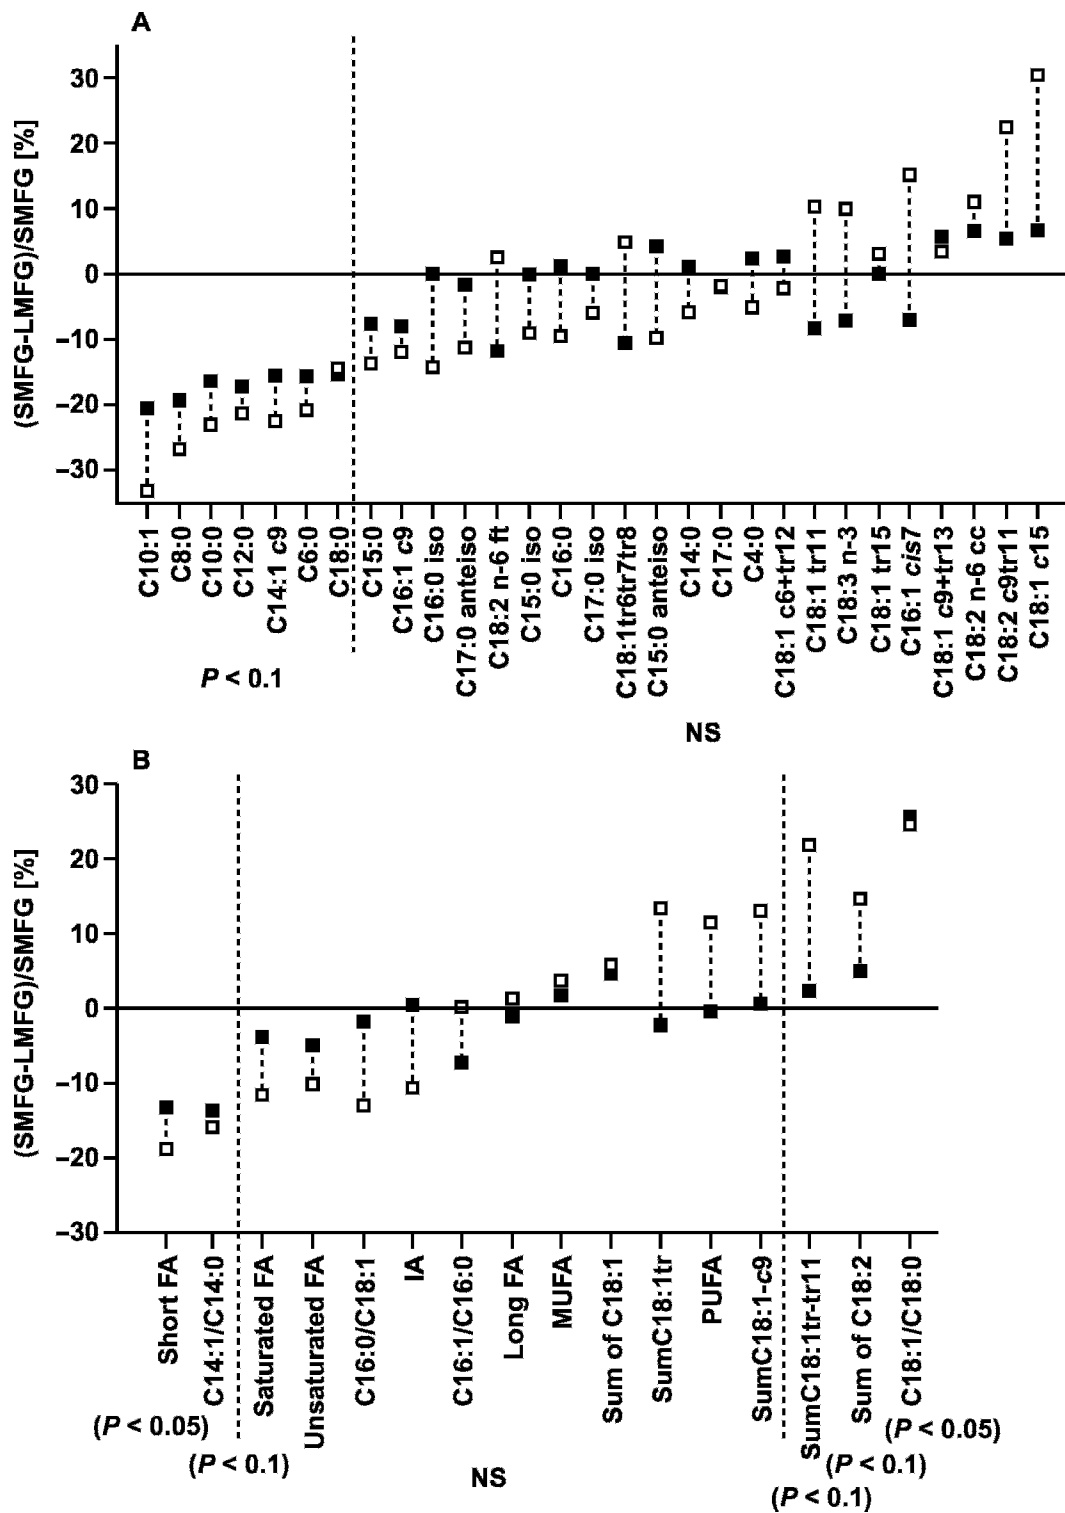 A
(SMFG-LMFG)/SMFG [%]
30
20
10
0
−10
−20
−30
C10:1
C8:0
C10:0
C12:0
C14:1 c9
C6:0
C18:0
C15:0
C16:1 c9
C16:0 iso
C17:0 anteiso
C18:2 n-6 ft
C15:0 iso
C16:0
C17:0 iso
C18:1tr6tr7tr8
C15:0 anteiso
C14:0
C17:0
C4:0
C18:1 c6+tr12
C18:1 tr11
C18:3 n-3
C18:1 tr15
C16:1 cis7
C18:1 c9+tr13
C18:2 n-6 cc
C18:2 c9tr11
C18:1 c15
P < 0.1
NS
B
(SMFG-LMFG)/SMFG [%]
30
20
10
0
−10
−20
−30
Short FA
C14:1/C14:0
Saturated FA
Unsaturated FA
C16:0/C18:1
IA
C16:1/C16:0
Long FA
MUFA
Sum of C18:1
SumC18:1tr
PUFA
SumC18:1-c9
SumC18:1tr-tr11
Sum of C18:2
C18:1/C18:0
(P < 0.05)
(P < 0.1)
NS
(P < 0.05)
(P < 0.1)
(P < 0.1)